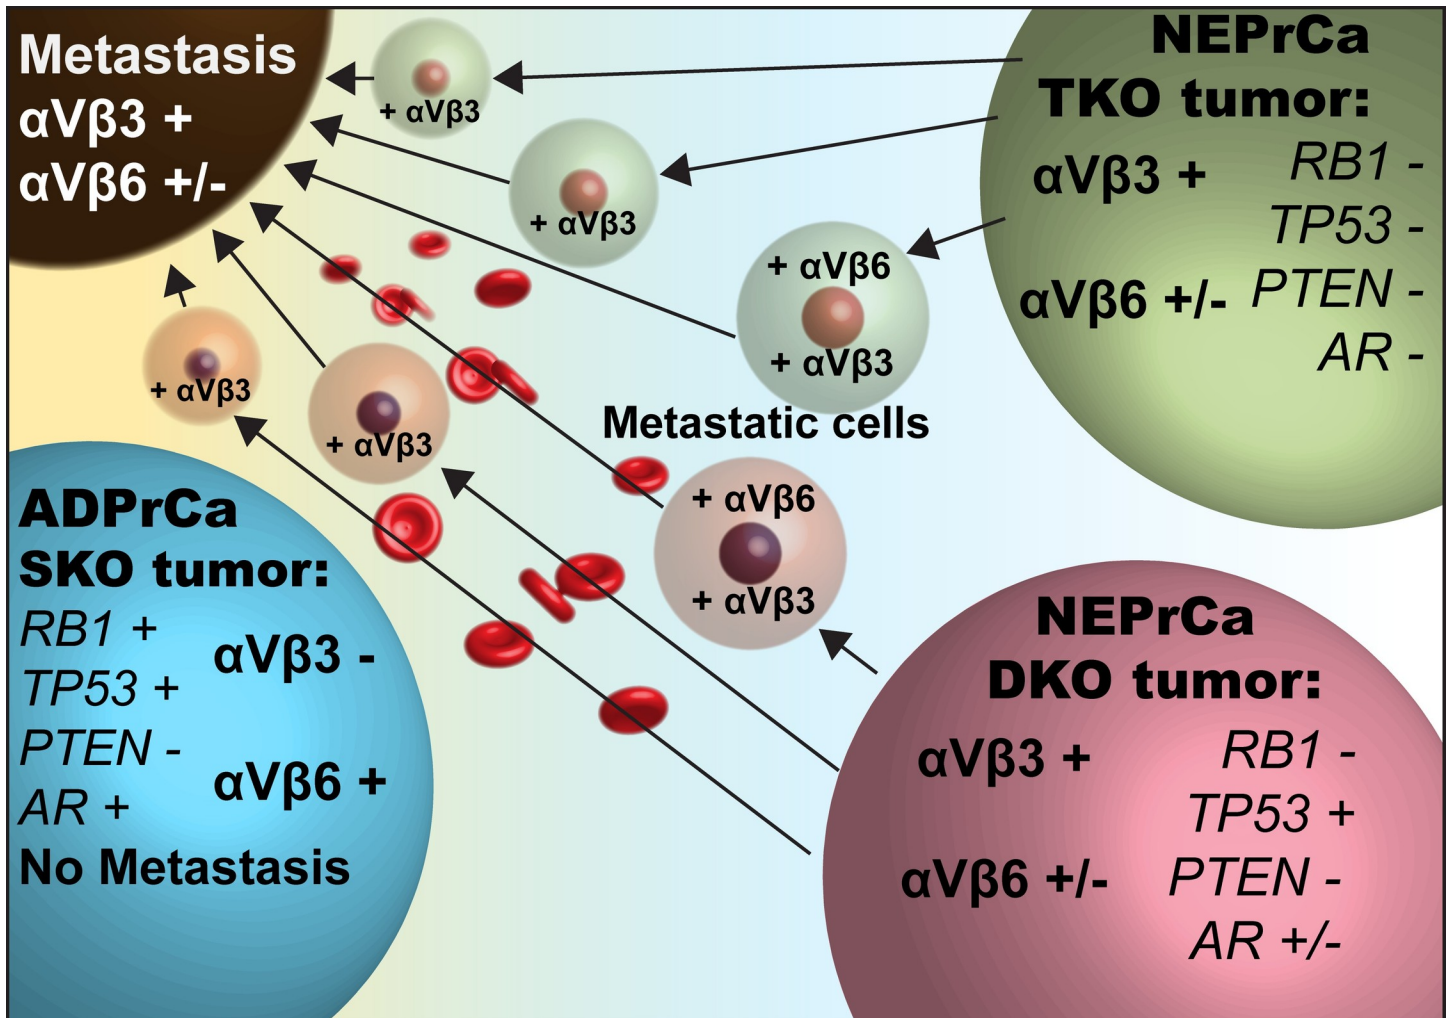 Metastasis
αVβ3 +
αVβ6 +/-
+ αVβ3
+ αVβ3
+ αVβ6
+ αVβ3
NEPrCa
TKO tumor:
αVβ3 +
αVβ6 +/-
RB1 -
TP53 -
PTEN -
AR -
+ αVβ3
+ αVβ3
Metastatic cells
+ αVβ6
+ αVβ3
ADPrCa
SKO tumor:
RB1 +
TP53 +
PTEN -
AR +
αVβ3 -
αVβ6 +
No Metastasis
NEPrCa
DKO tumor:
αVβ3 +
αVβ6 +/-
RB1 -
TP53 +
PTEN -
AR +/-